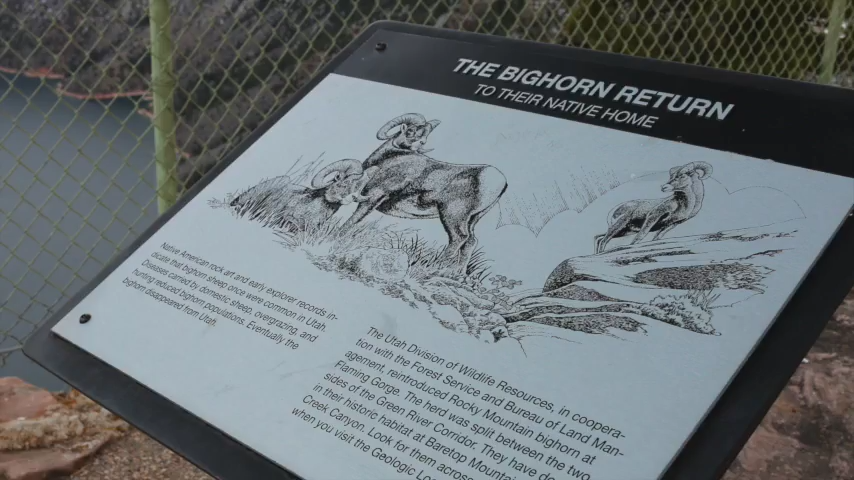 THE BIGHORN RETURN
TO THEIR NATIVE HOME
Native American rock art and early explorer records in-
dicate that bighorn sheep once were common in Utah.
Diseases carried by domestic sheep, overgrazing, and
hunting reduced bighorn populations. Eventually the
bighorn disappeared from Utah.
The Utah Division of Wildlife Resources, in coopera-
tion with the Forest Service and Bureau of Land Man-
agement, reintroduced Rocky Mountain bighorn at
Flaming Gorge. The herd was split between the two
sides of the Green River Corridor. They have do
in their historic habitat at Baretop Mountain
Creek Canyon. Look for them across
when you visit the Geologic